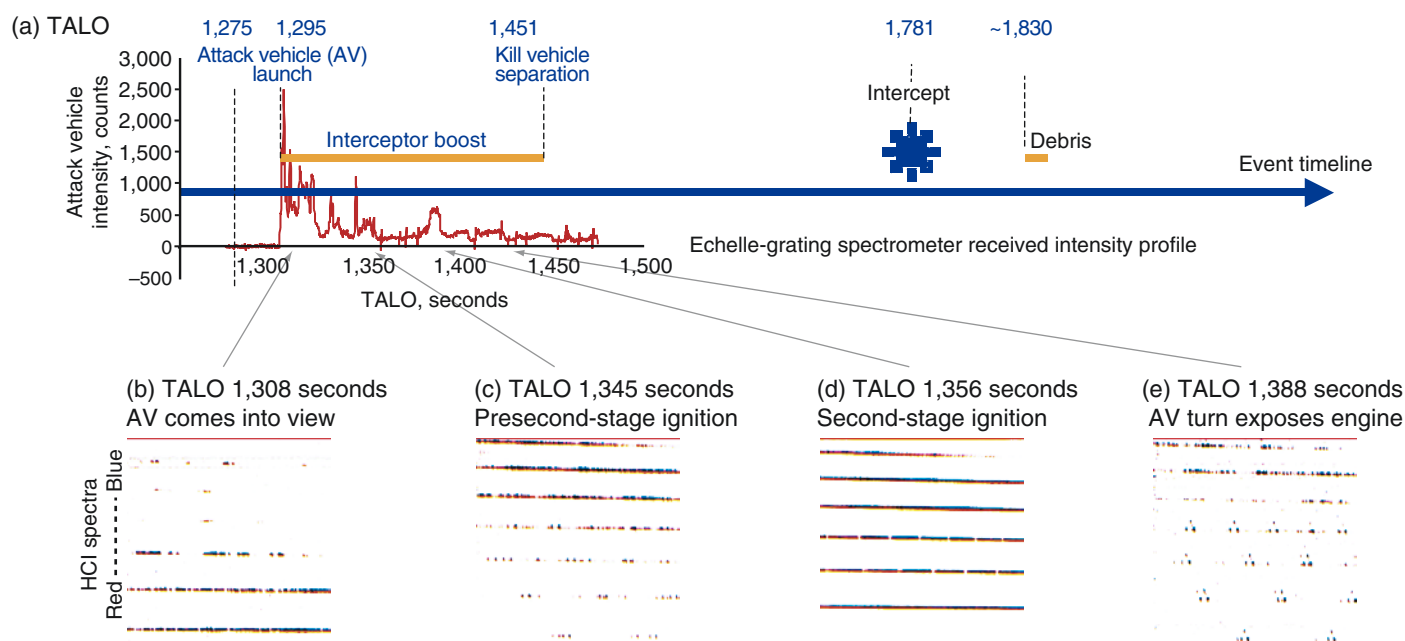 (a) TALO
1,275
1,295
1,451
1,781
~1,830
Attack vehicle (AV)
launch
Kill vehicle
separation
Attack vehicle
intensity, counts
3,000
2,500
2,000
1,500
1,000
500
0
–500
Interceptor boost
Intercept
Debris
Event timeline
Echelle-grating spectrometer received intensity profile
1,300
1,350
1,400
1,450
1,500
TALO, seconds
(b) TALO 1,308 seconds
AV comes into view
(c) TALO 1,345 seconds
Presecond-stage ignition
(d) TALO 1,356 seconds
Second-stage ignition
(e) TALO 1,388 seconds
AV turn exposes engine
HCI spectra
Red
Blue